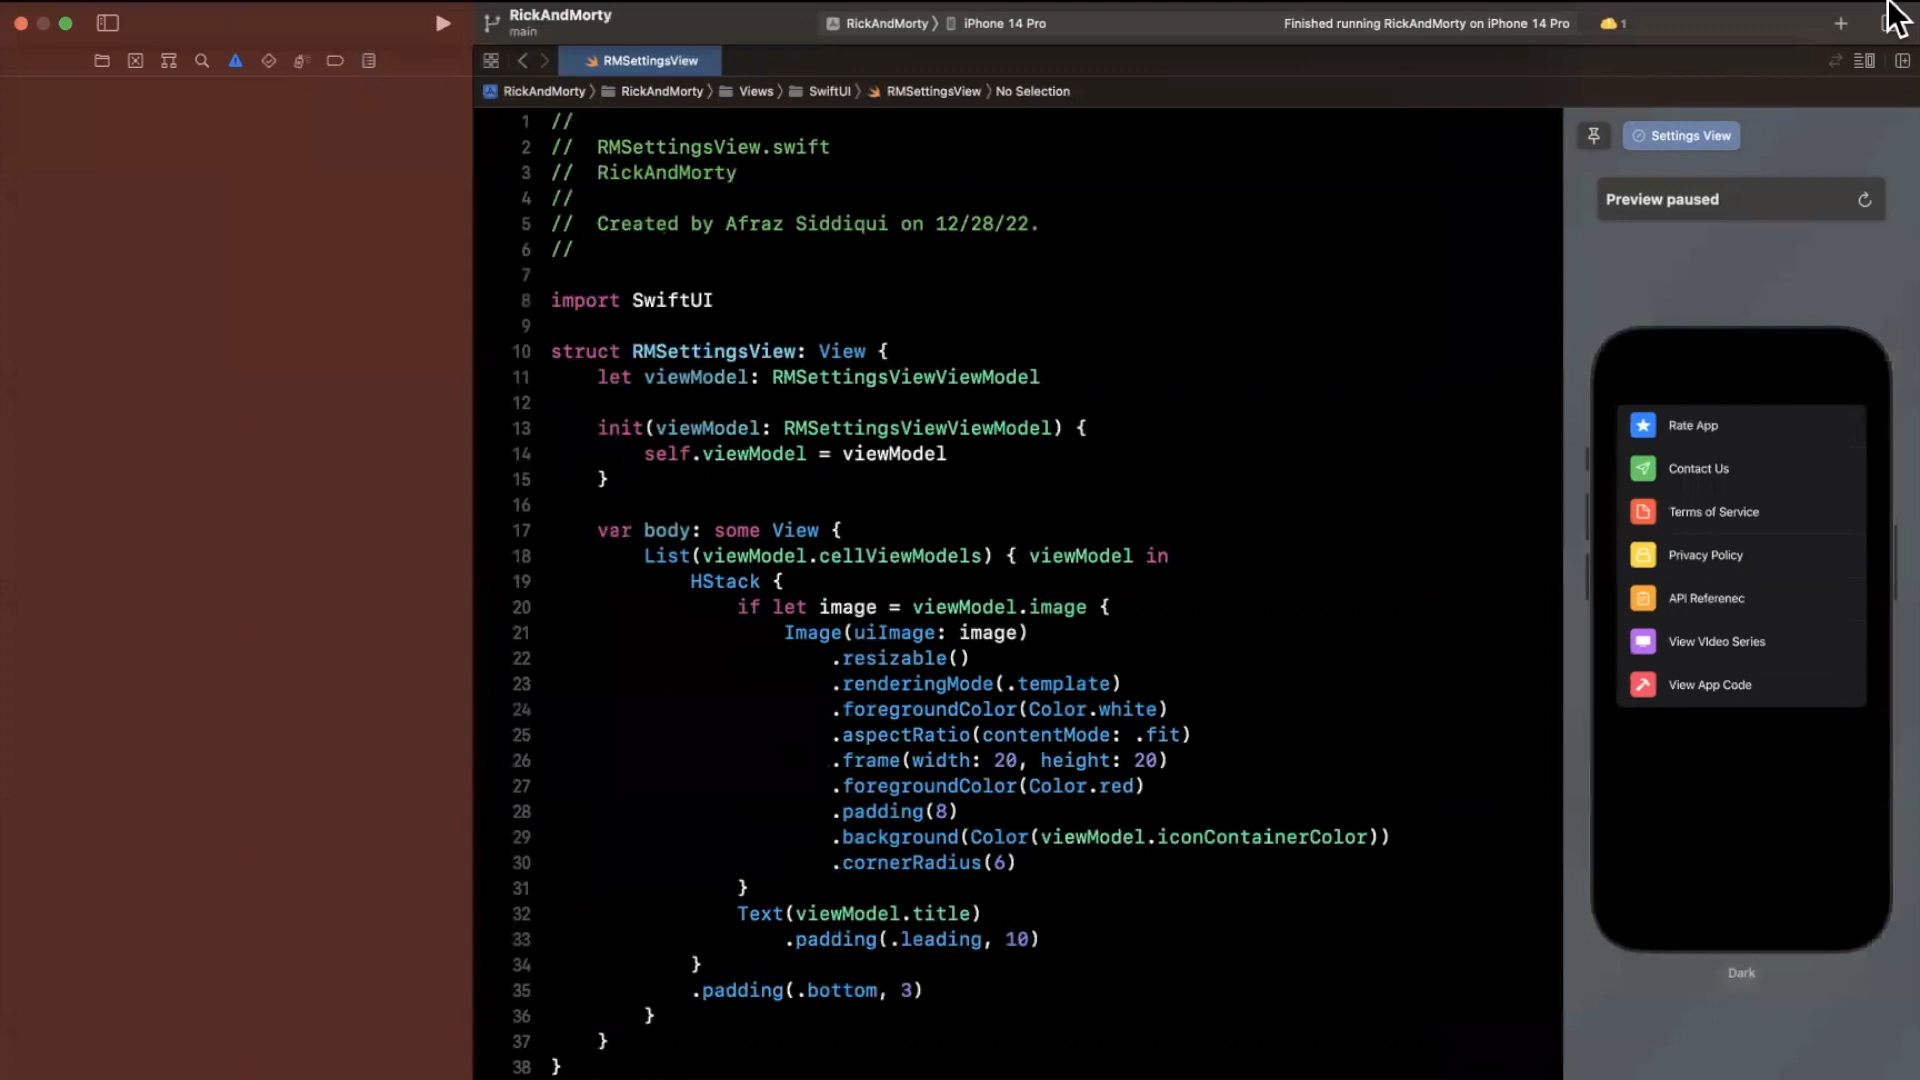 RickAndMorty
main
RickAndMorty
iPhone 14 Pro
Finished running RickAndMorty on iPhone 14 Pro
1
RMSettingsView
RickAndMorty
RickAndMorty
Views
SwiftUI
RMSettingsView
No Selection
1 //
2 //  RMSettingsView.swift
3 //  RickAndMorty
4 //
5 //  Created by Afraz Siddiqui on 12/28/22.
6 //
7
8 import SwiftUI
9
10 struct RMSettingsView: View {
11     let viewModel: RMSettingsViewViewModel
12
13     init(viewModel: RMSettingsViewViewModel) {
14         self.viewModel = viewModel
15     }
16
17     var body: some View {
18         List(viewModel.cellViewModels) { viewModel in
19             HStack {
20                 if let image = viewModel.image {
21                     Image(uiImage: image)
22                         .resizable()
23                         .renderingMode(.template)
24                         .foregroundColor(Color.white)
25                         .aspectRatio(contentMode: .fit)
26                         .frame(width: 20, height: 20)
27                         .foregroundColor(Color.red)
28                         .padding(8)
29                         .background(Color(viewModel.iconContainerColor))
30                         .cornerRadius(6)
31                 }
32                 Text(viewModel.title)
33                     .padding(.leading, 10)
34             }
35             .padding(.bottom, 3)
36         }
37     }
38 }
Settings View
Preview paused
Rate App
Contact Us
Terms of Service
Privacy Policy
API Referenec
View VIdeo Series
View App Code
Dark